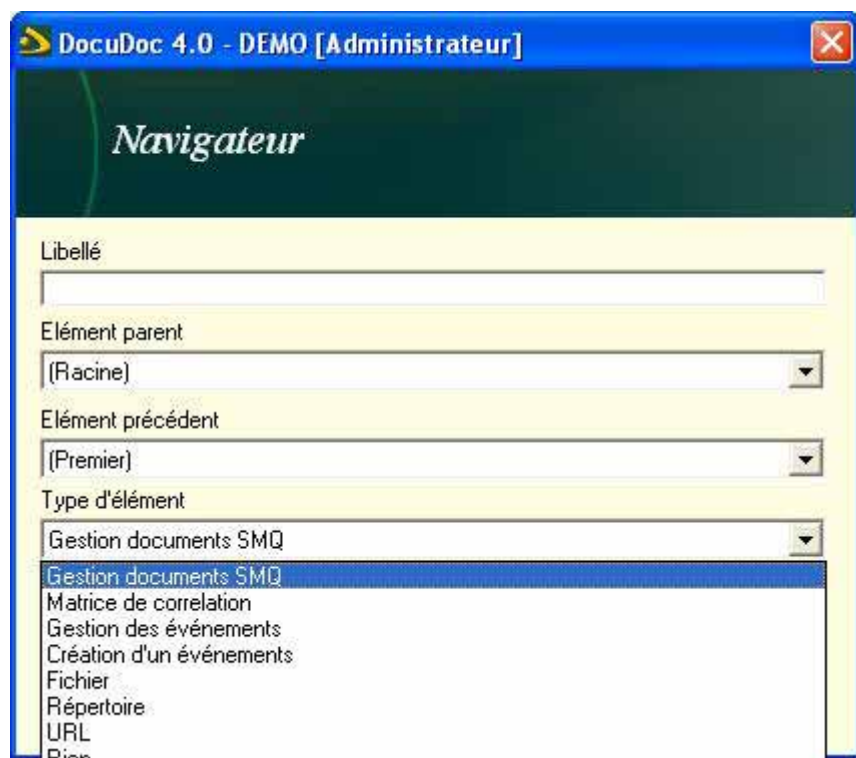 DocuDoc 4.0 - DEMO [Administrateur]
Navigateur
Libellé
Elément parent
(Racine)
Elément précédent
(Premier)
Type d'élément
Gestion documents SMQ
Gestion documents SMQ
Matrice de correlation
Gestion des événements
Création d'un événements
Fichier
Répertoire
URL